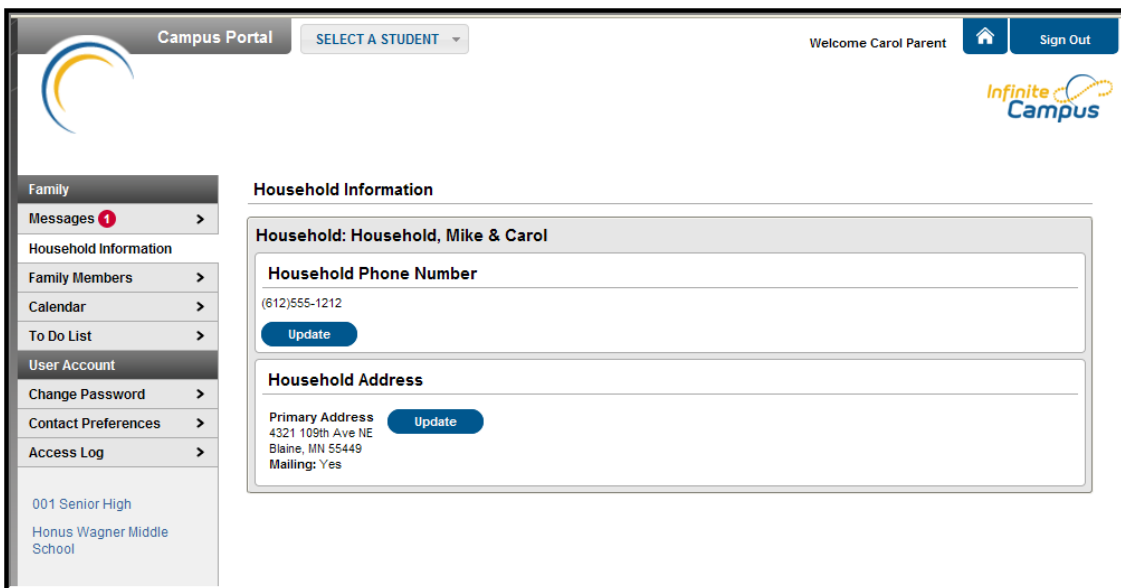 Campus Portal
SELECT A STUDENT
Welcome Carol Parent
Sign Out
Infinite
Campus
Family
Messages 1
Household Information
Family Members
Calendar
To Do List
User Account
Change Password
Contact Preferences
Access Log
001 Senior High
Honus Wagner Middle
School
Household Information
Household: Household, Mike & Carol
Household Phone Number
(612)555-1212
Update
Household Address
Primary Address
Update
4321 109th Ave NE
Blaine, MN 55449
Mailing: Yes